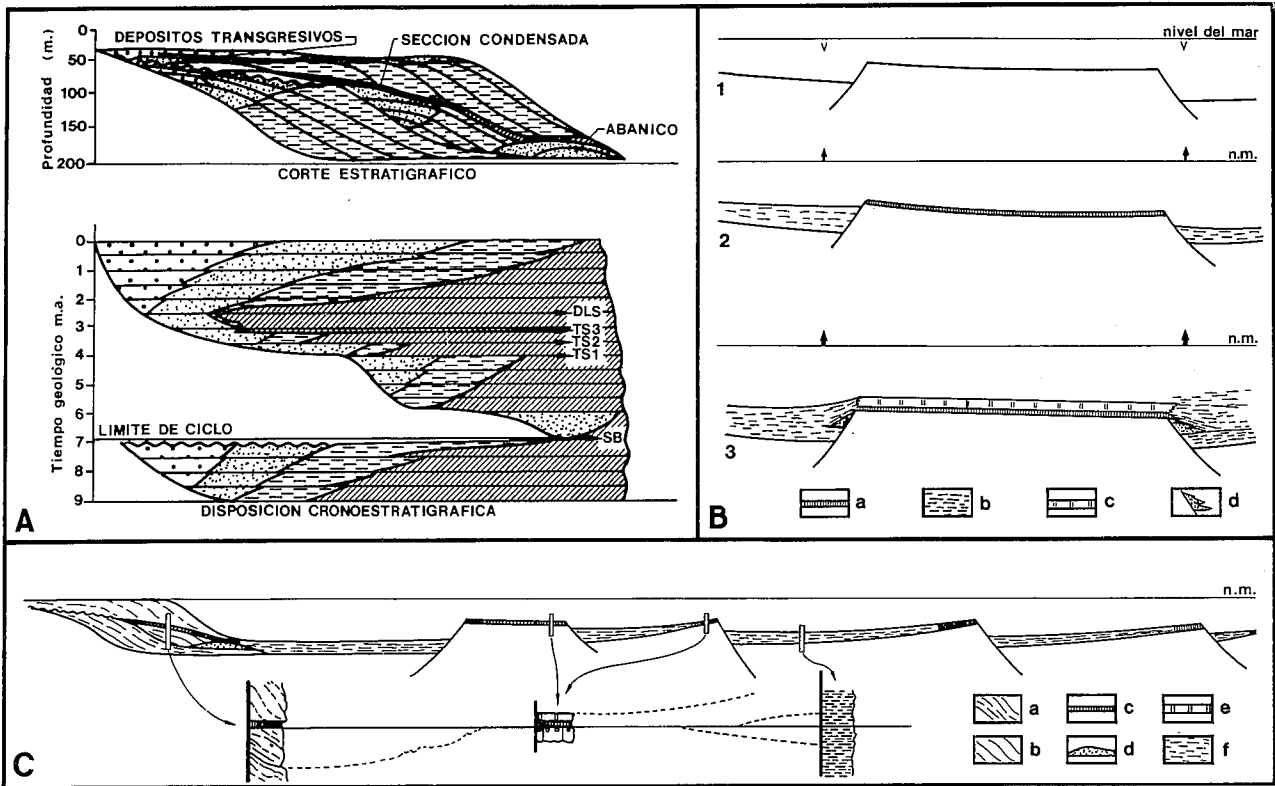 Profundidad (m.)
0
50
100
150
200
DEPOSITOS TRANSGRESIVOS
SECCION CONDENSADA
ABANICO
CORTE ESTRATIGRAFICO
Tiempo geológico m.a.
0
1
2
3
4
5
6
7
8
9
DLS
TS3
TS2
TS1
LIMITE DE CICLO
SB
DISPOSICION CRONOESTRATIGRAFICA
A
nivel del mar
1
n.m.
2
n.m.
3
a
b
c
d
B
n.m.
a
c
e
b
d
f
C